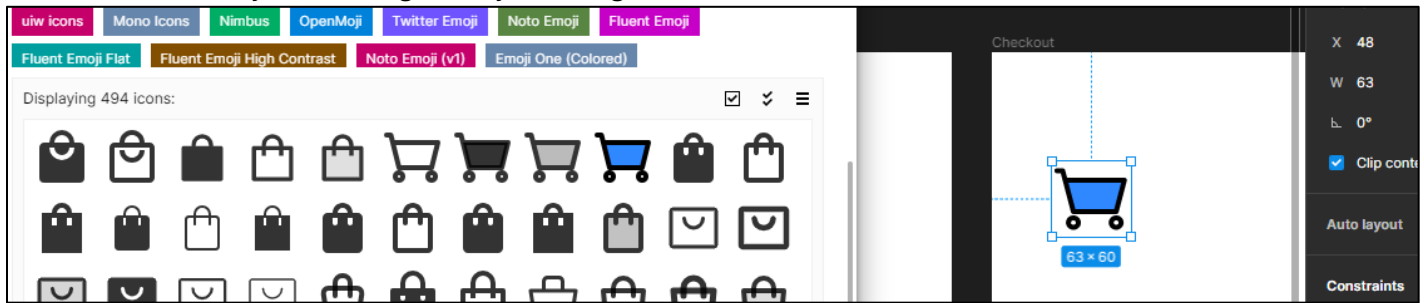 uiw icons Mono Icons Nimbus OpenMoji Twitter Emoji Noto Emoji Fluent Emoji
Fluent Emoji Flat Fluent Emoji High Contrast Noto Emoji (v1) Emoji One (Colored)
Displaying 494 icons:
Checkout
63 × 60
X 48
W 63
0°
Clip conte
Auto layout
Constraints